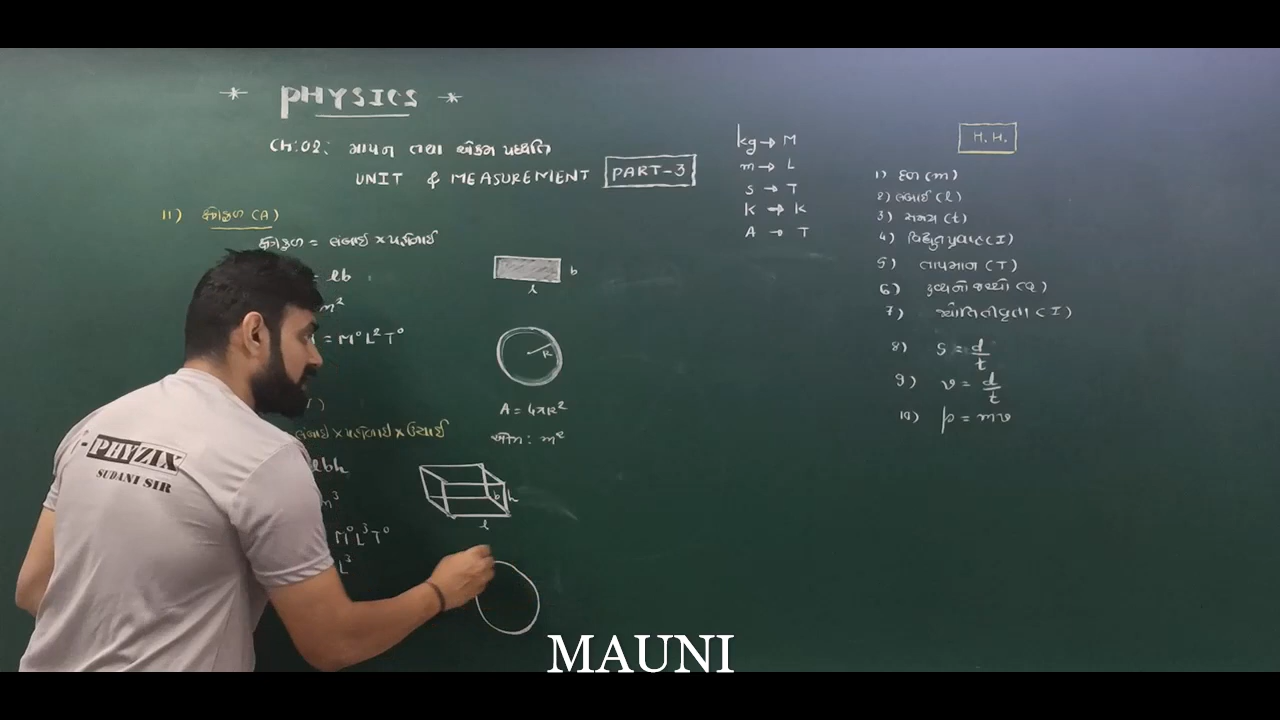 * PHYSICS *
CH:02: માપન તથા એકમ પધ્ધતિ
UNIT & MEASUREMENT PART-3
11) ક્ષેત્રફળ (A)
ક્ષેત્રફળ = લંબાઈ × પહોળાઈ
= lb
m²
= M⁰L²T⁰
b
l
R
A = 4πR²
એકમ : m²
લંબાઈ × પહોળાઈ × ઊંચાઈ
lbh
m³
M⁰L³T⁰
L³
b h
l
kg → M
m → L
s → T
K → K
A → T
H.H.
1) દળ (m)
2) લંબાઈ (l)
3) સમય (t)
4) વિદ્યુતપ્રવાહ (I)
5) તાપમાન (T)
6) દ્રવ્યનો જથ્થો
7) જ્યોતિતીવ્રતા (I)
8) S = d/t
9) v = d/t
10) p = mv
PHYZIX
SUDANI SIR
MAUNI